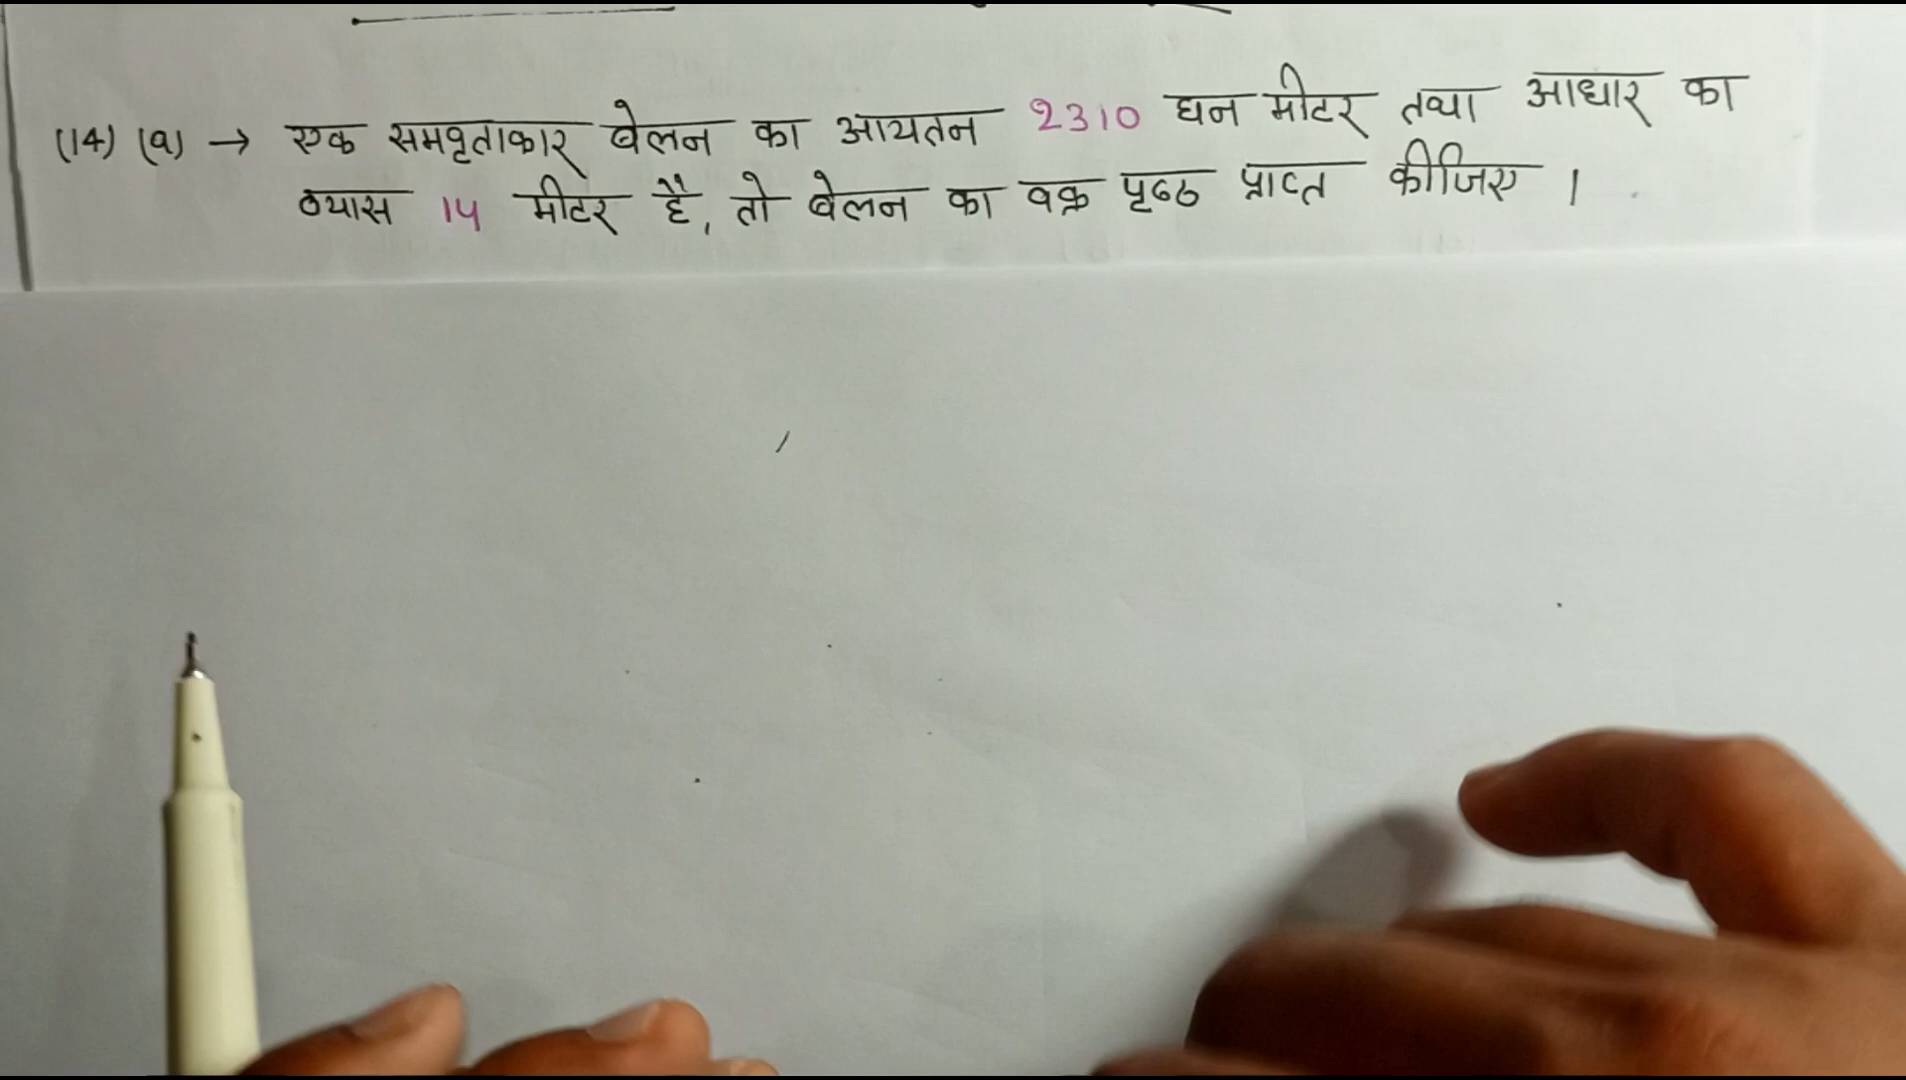 (14) (a) → एक समवृताकार बेलन का आयतन 2310 घन मीटर तथा आधार का
व्यास 14 मीटर है, तो बेलन का वक्र पृष्ठ प्राप्त कीजिए ।